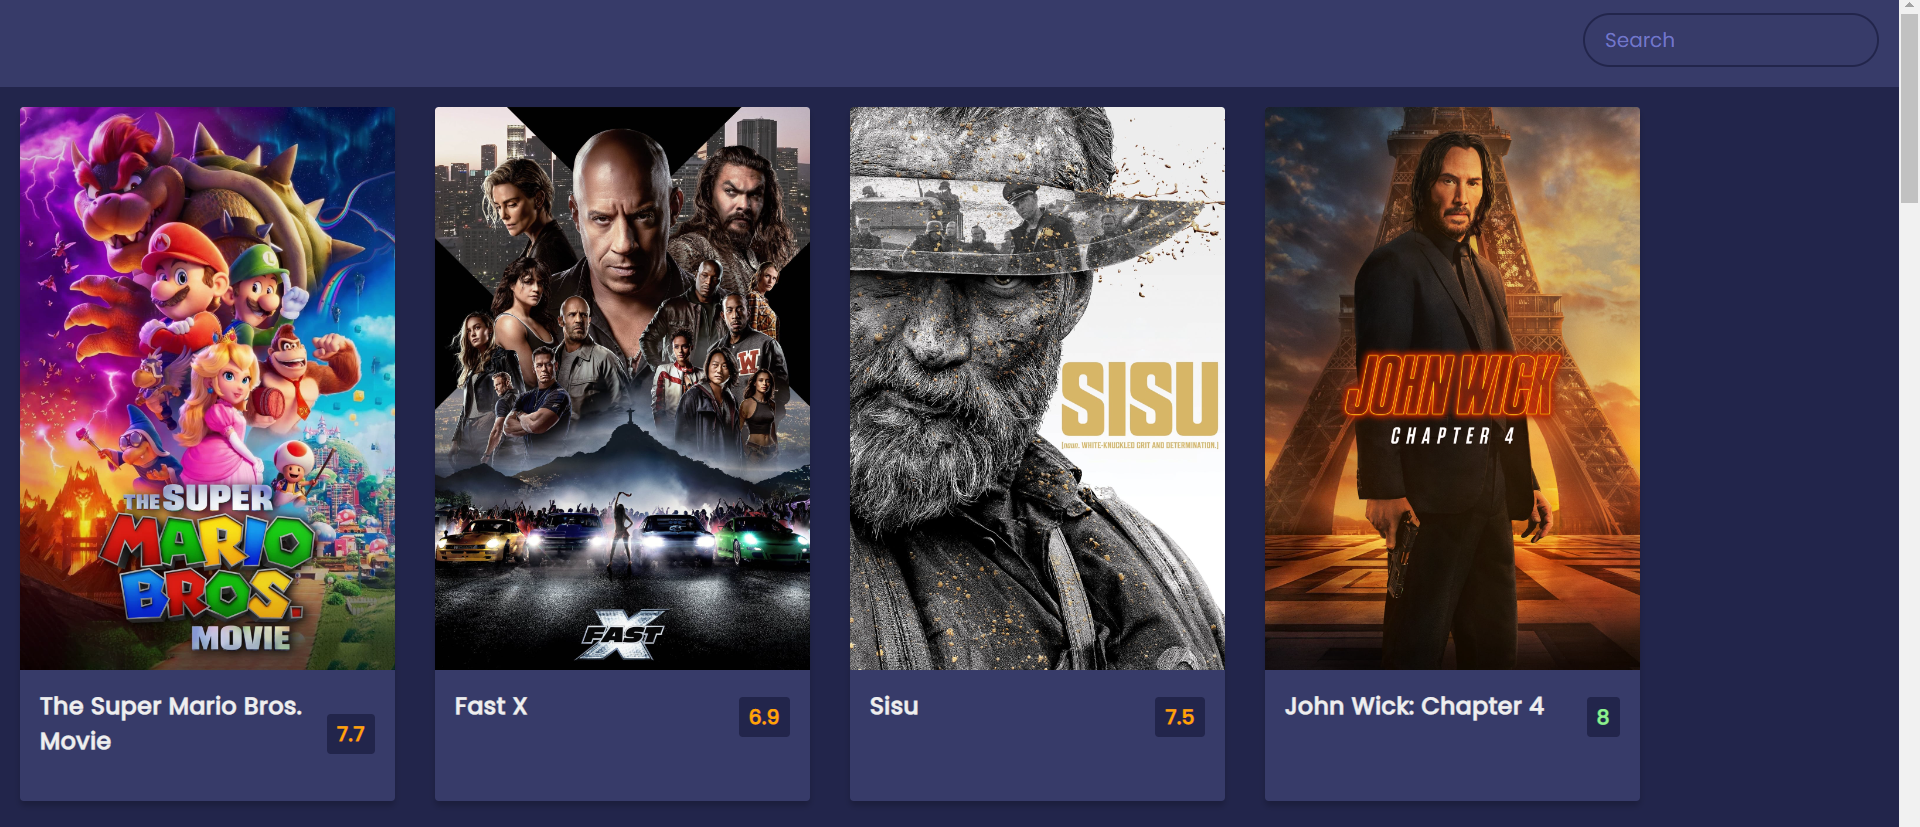 Search
THE SUPER
MARIO
BROS.
MOVIE
The Super Mario Bros.
Movie
7.7
W
FAST X
Fast X
6.9
SISU
(noun. WHITE-KNUCKLED GRIT AND DETERMINATION.)
Sisu
7.5
JOHN WICK
CHAPTER 4
John Wick: Chapter 4
8